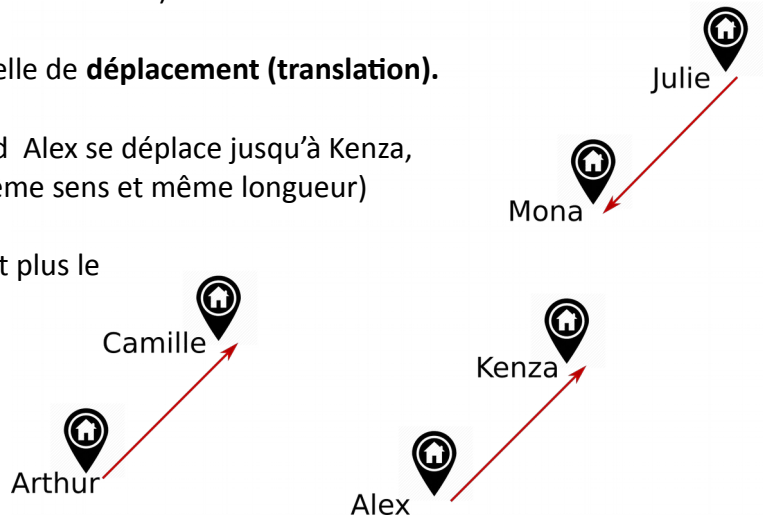 elle de déplacement (translation).
Julie
Alex se déplace jusqu’à Kenza,
même sens et même longueur)
Mona
plus le
Camille
Kenza
Arthur
Alex